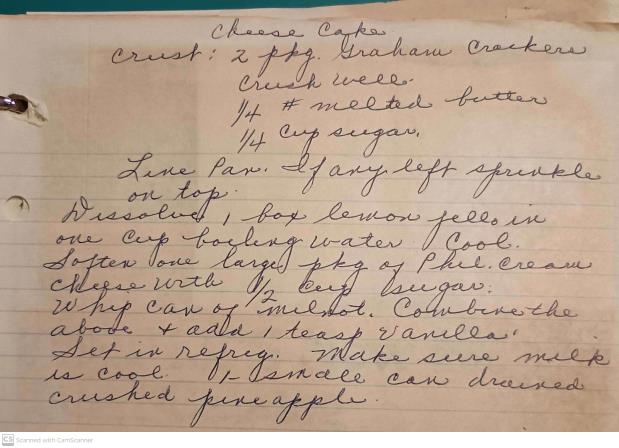 Cheese Cake
Crust: 2 pkg. Graham Crackers
Crush well.
1/4 # melted butter
1/4 Cup sugar.
Line Pan. If any left sprinkle
on top.
Dissolve 1 box lemon jello in
one cup boiling water. Cool.
Soften one large pkg of Phil. Cream
Cheese with 1/2 Cup sugar.
Whip can of milnot. Combine the
above & add 1 teasp Vanilla.
Set in refrig. Make sure milk
is cool. 1 - small can drained
crushed pineapple.
CS Scanned with CamScanner